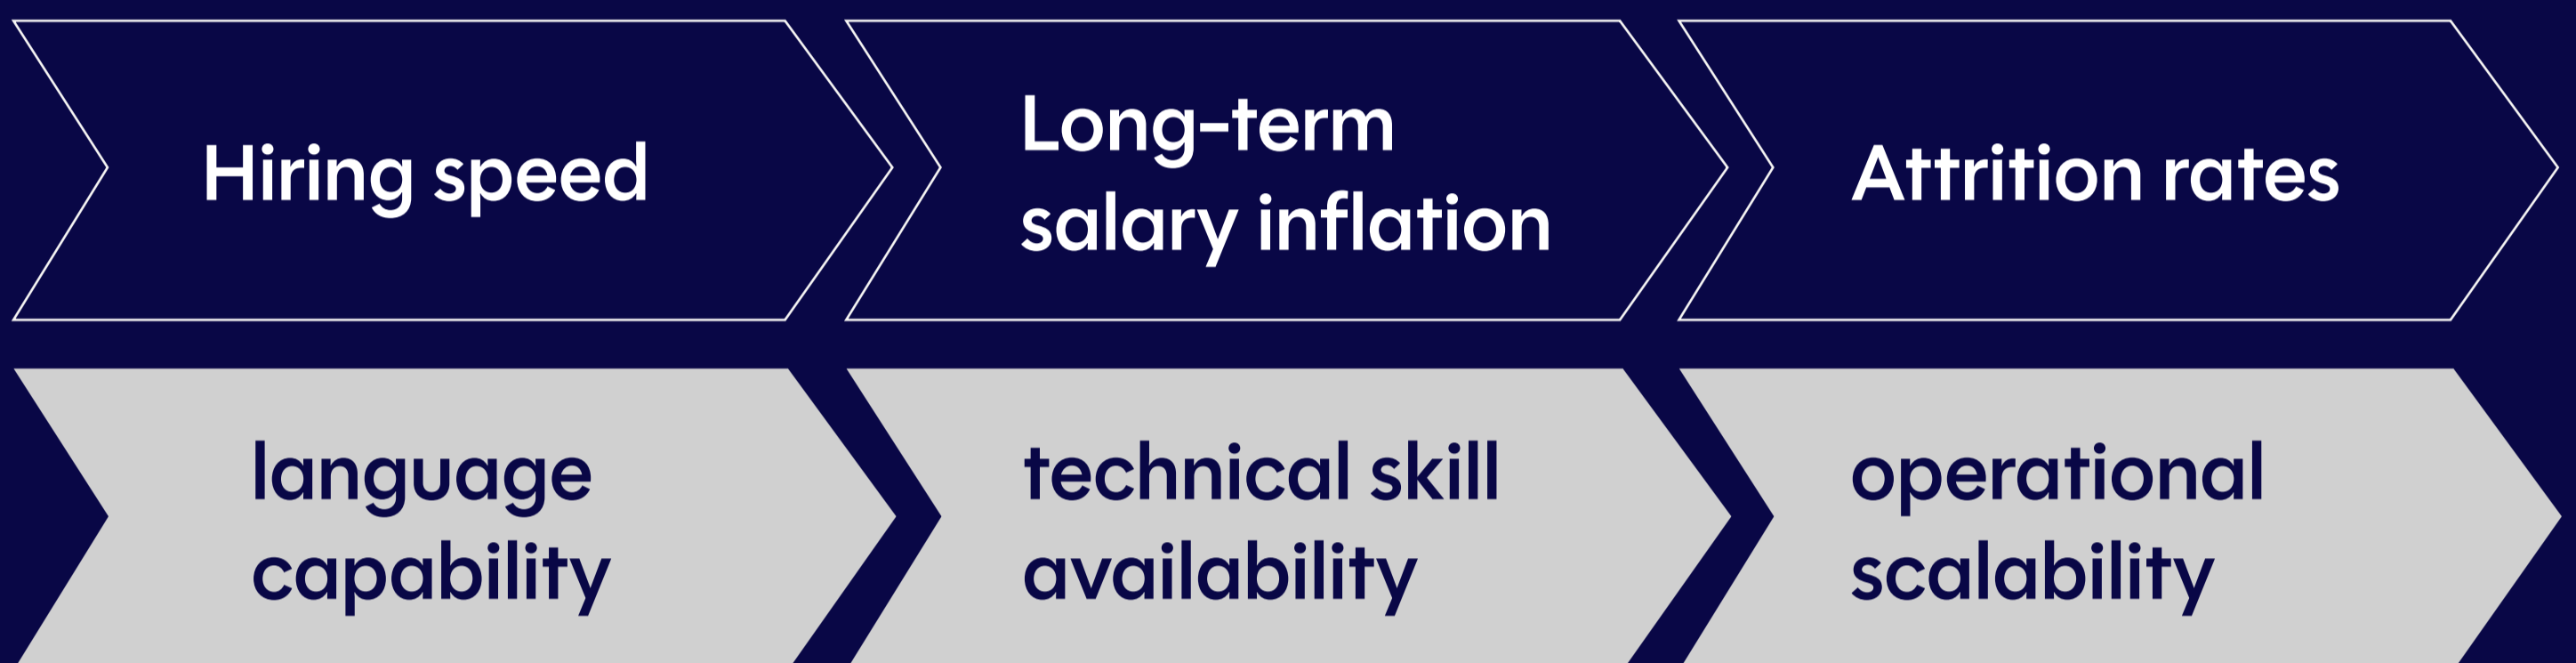 Hiring speed
Long-term
salary inflation
Attrition rates
language
capability
technical skill
availability
operational
scalability